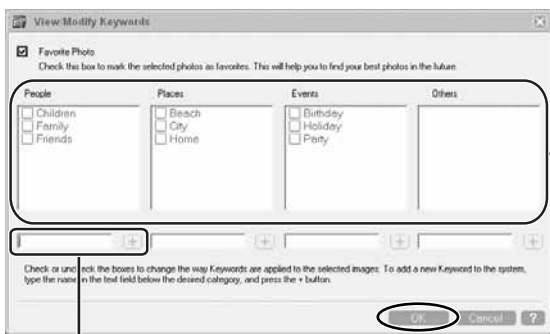 View/Modify Keywords
Favorite Photo
Check this box to mark the selected photos as favorites. This will help you to find your best photos in the future.
People Places Events Others
Children Beach Birthday
Family City Holiday
Friends Home Party
Check or uncheck the boxes to change the way Keywords are applied to the selected images. To add a new Keyword to the system,
type the name in the text field below the desired category, and press the + button.
OK Cancel ?